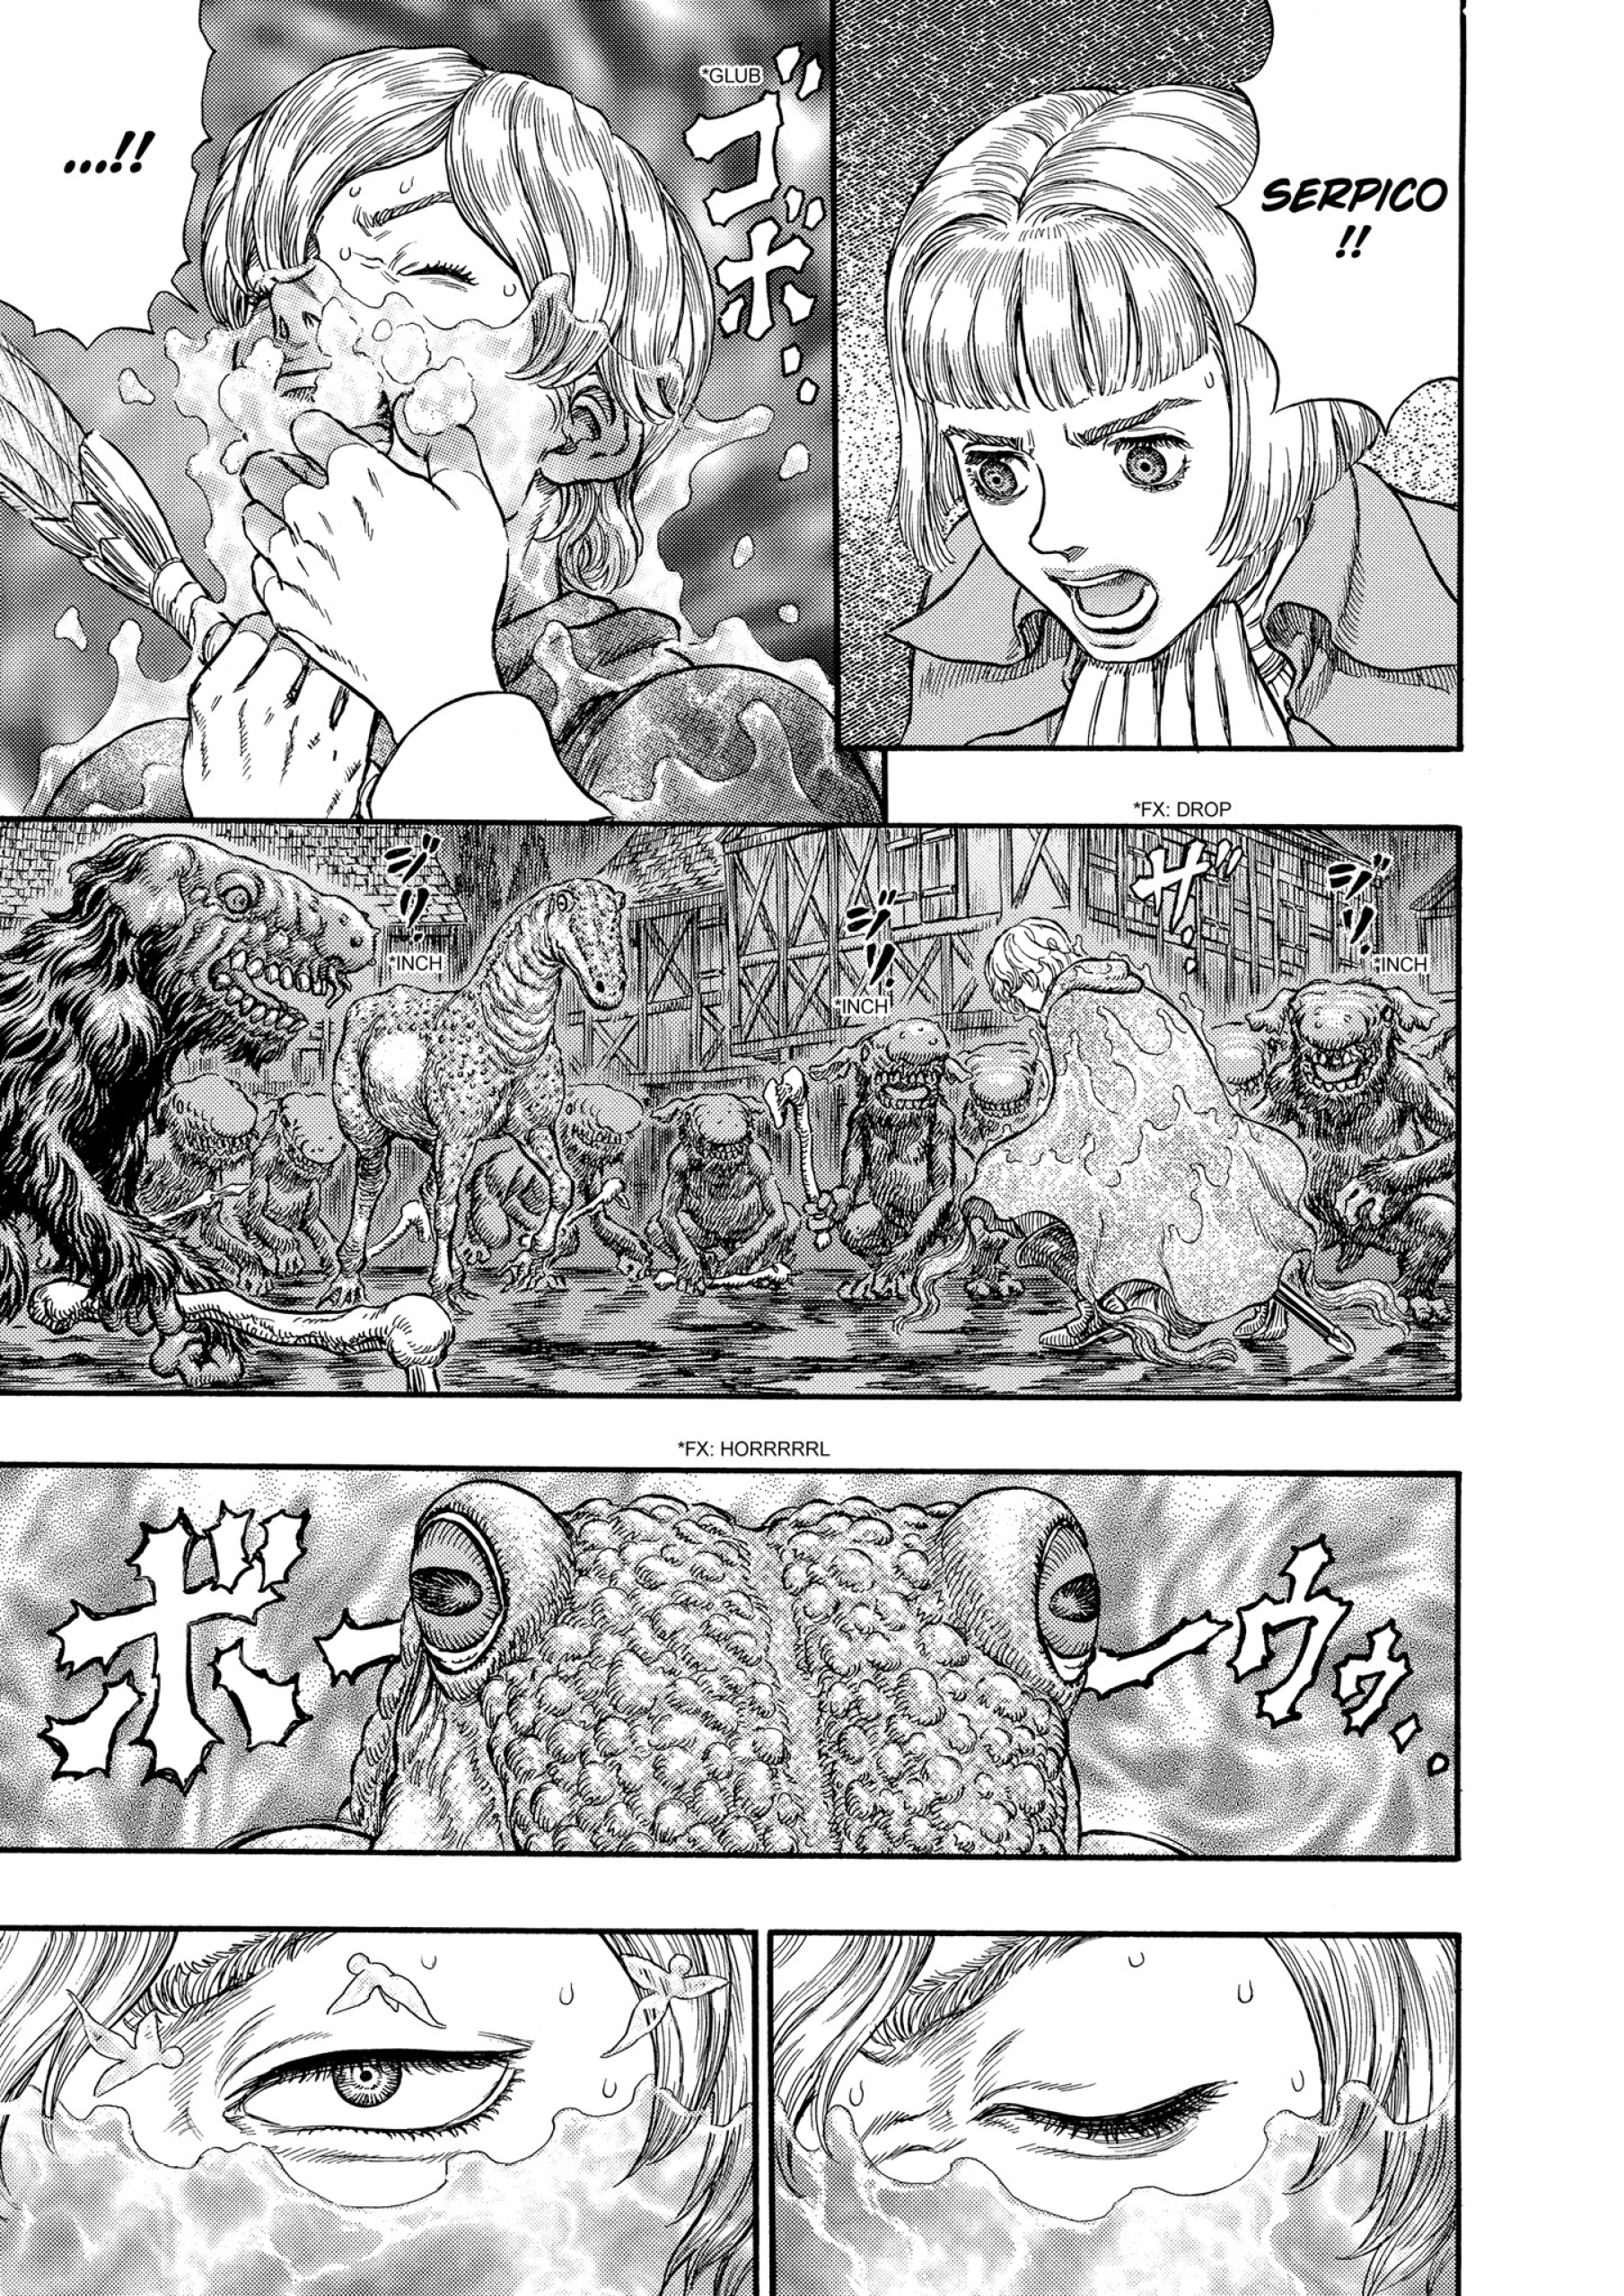 SERPICO
!!
*GLUB
ゴボ
...!!
*FX: DROP
ジリ
*INCH
ザ
ジリ
*INCH
ジリ
*INCH
*FX: HORRRRRL
ボーーウゥ